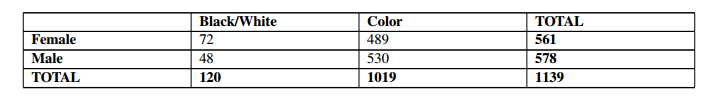 Black/White Color TOTAL
Female 72 489 561
Male 48 530 578
TOTAL 120 1019 1139